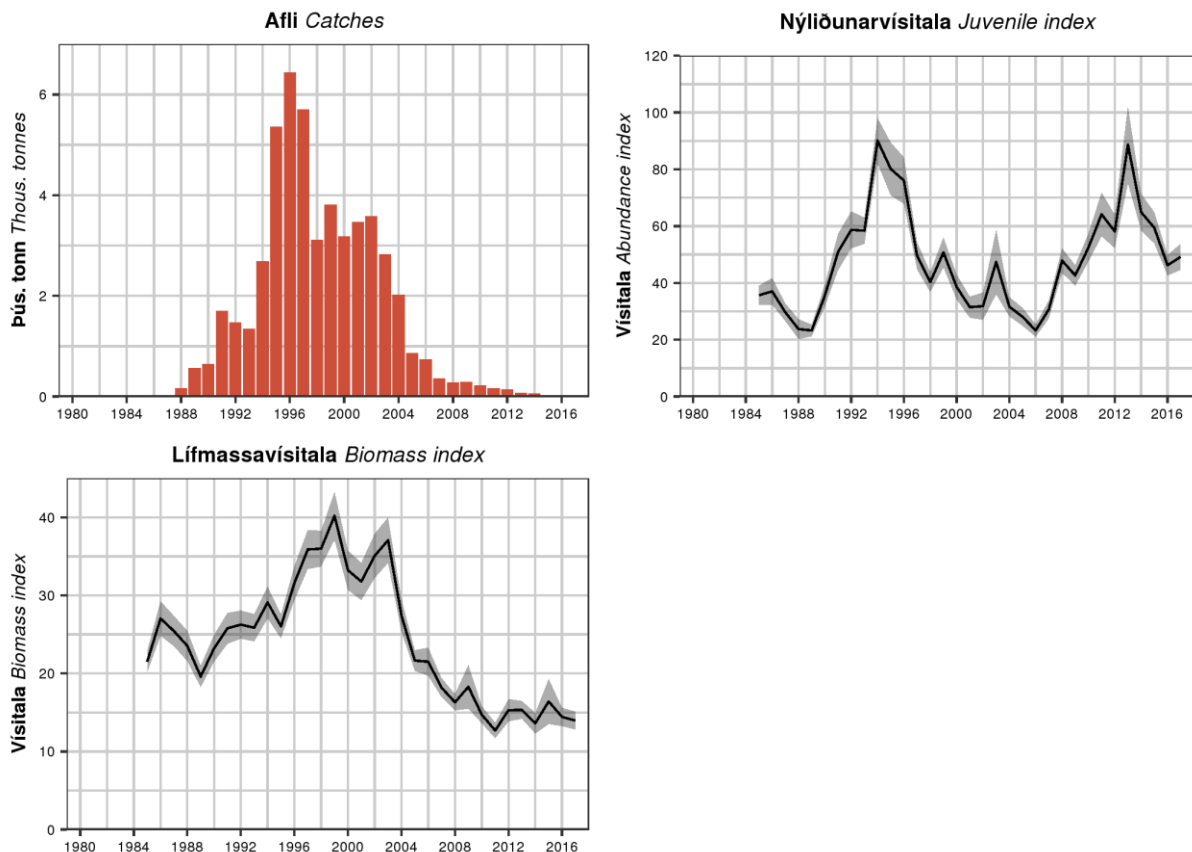 Afli Catches
Þús. tonn Thous. tonnes
6
4
2
0
1980 1984 1988 1992 1996 2000 2004 2008 2012 2016
Nýliðunarvísitala Juvenile index
Vísitala Abundance index
120
100
80
60
40
20
0
1980 1984 1988 1992 1996 2000 2004 2008 2012 2016
Lífmassavísitala Biomass index
Vísitala Biomass index
40
30
20
10
0
1980 1984 1988 1992 1996 2000 2004 2008 2012 2016